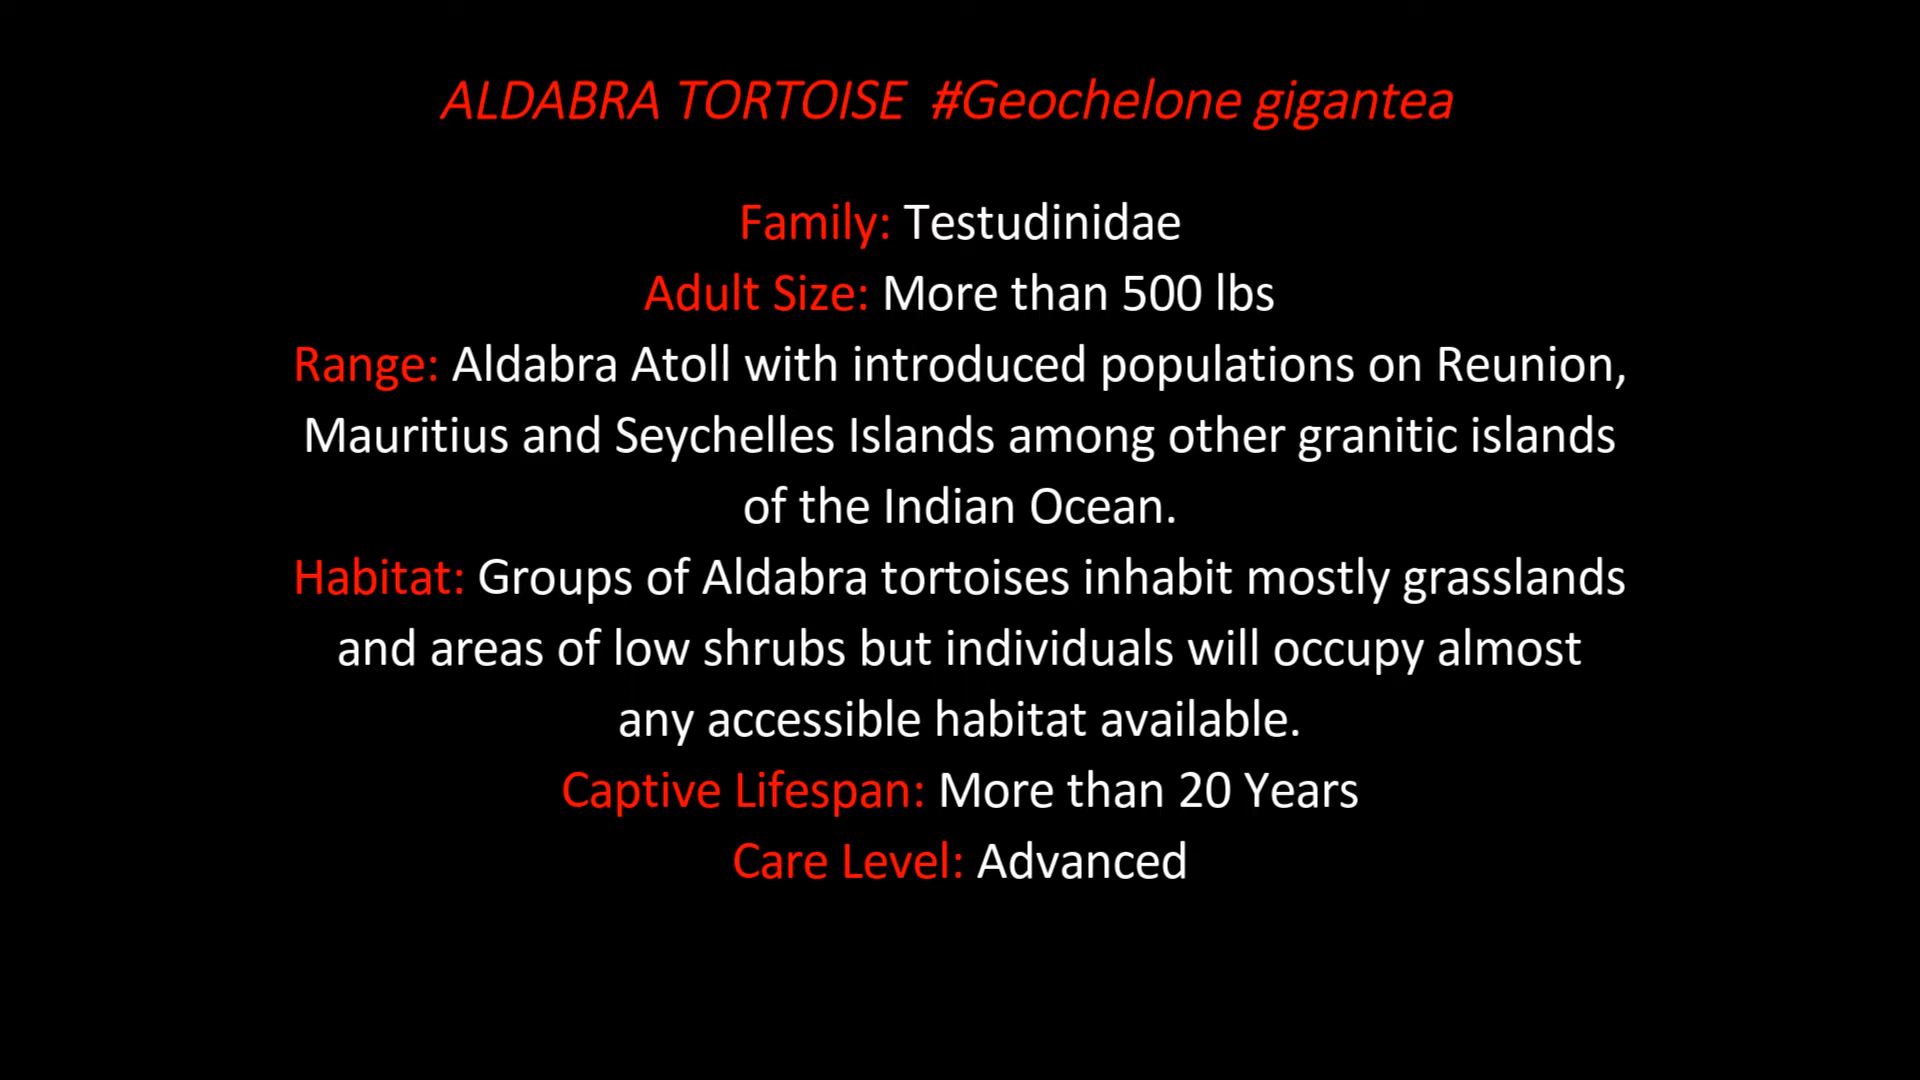 ALDABRA TORTOISE #Geochelone gigantea
Family: Testudinidae
Adult Size: More than 500 lbs
Range: Aldabra Atoll with introduced populations on Reunion,
Mauritius and Seychelles Islands among other granitic islands
of the Indian Ocean.
Habitat: Groups of Aldabra tortoises inhabit mostly grasslands
and areas of low shrubs but individuals will occupy almost
any accessible habitat available.
Captive Lifespan: More than 20 Years
Care Level: Advanced